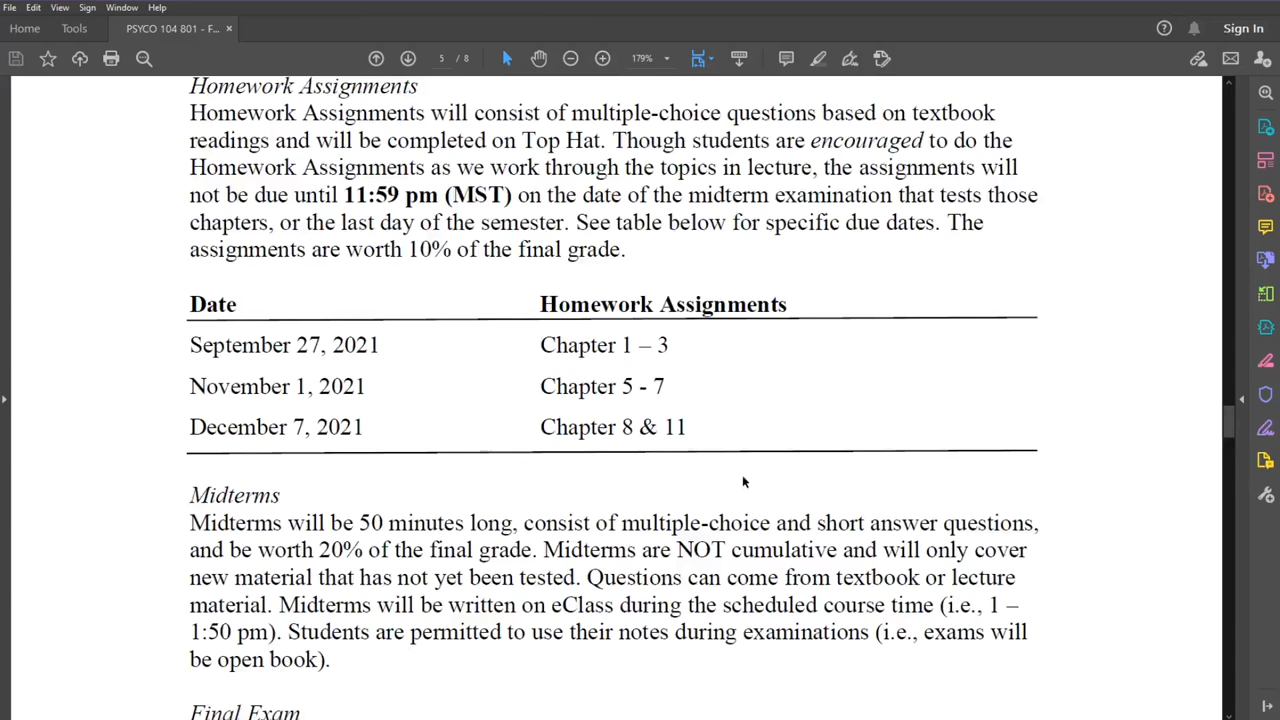 File Edit View Sign Window Help
Home Tools PSYCO 104 801 - F... × Sign In
5 / 8 179%
Homework Assignments
Homework Assignments will consist of multiple-choice questions based on textbook
readings and will be completed on Top Hat. Though students are encouraged to do the
Homework Assignments as we work through the topics in lecture, the assignments will
not be due until 11:59 pm (MST) on the date of the midterm examination that tests those
chapters, or the last day of the semester. See table below for specific due dates. The
assignments are worth 10% of the final grade.
Date Homework Assignments
September 27, 2021 Chapter 1 – 3
November 1, 2021 Chapter 5 - 7
December 7, 2021 Chapter 8 & 11
Midterms
Midterms will be 50 minutes long, consist of multiple-choice and short answer questions,
and be worth 20% of the final grade. Midterms are NOT cumulative and will only cover
new material that has not yet been tested. Questions can come from textbook or lecture
material. Midterms will be written on eClass during the scheduled course time (i.e., 1 –
1:50 pm). Students are permitted to use their notes during examinations (i.e., exams will
be open book).
Final Exam